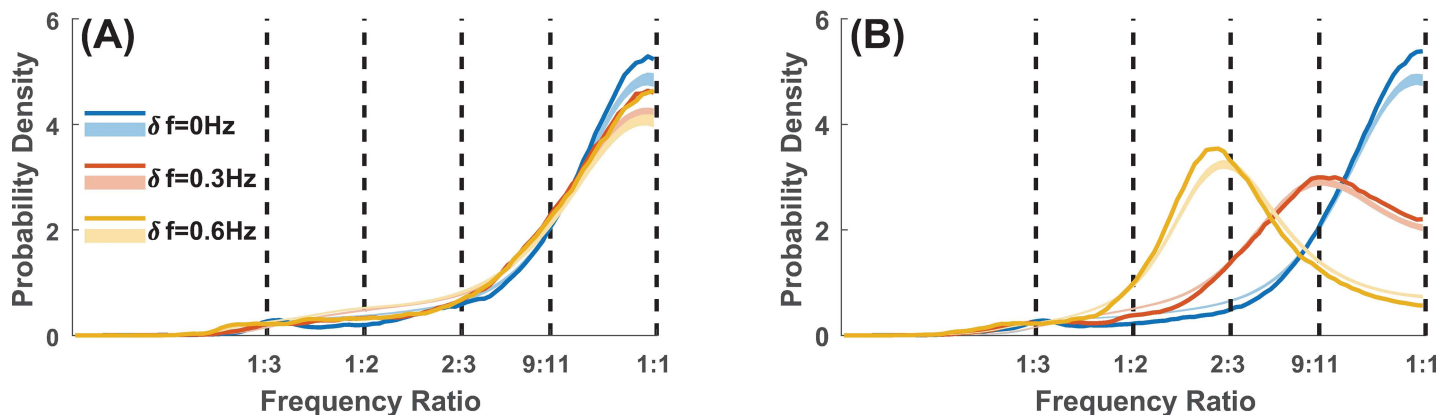 (A)
Probability Density
6
4
2
0
δ f=0Hz
δ f=0.3Hz
δ f=0.6Hz
1:3 1:2 2:3 9:11 1:1
Frequency Ratio
(B)
Probability Density
6
4
2
0
1:3 1:2 2:3 9:11 1:1
Frequency Ratio